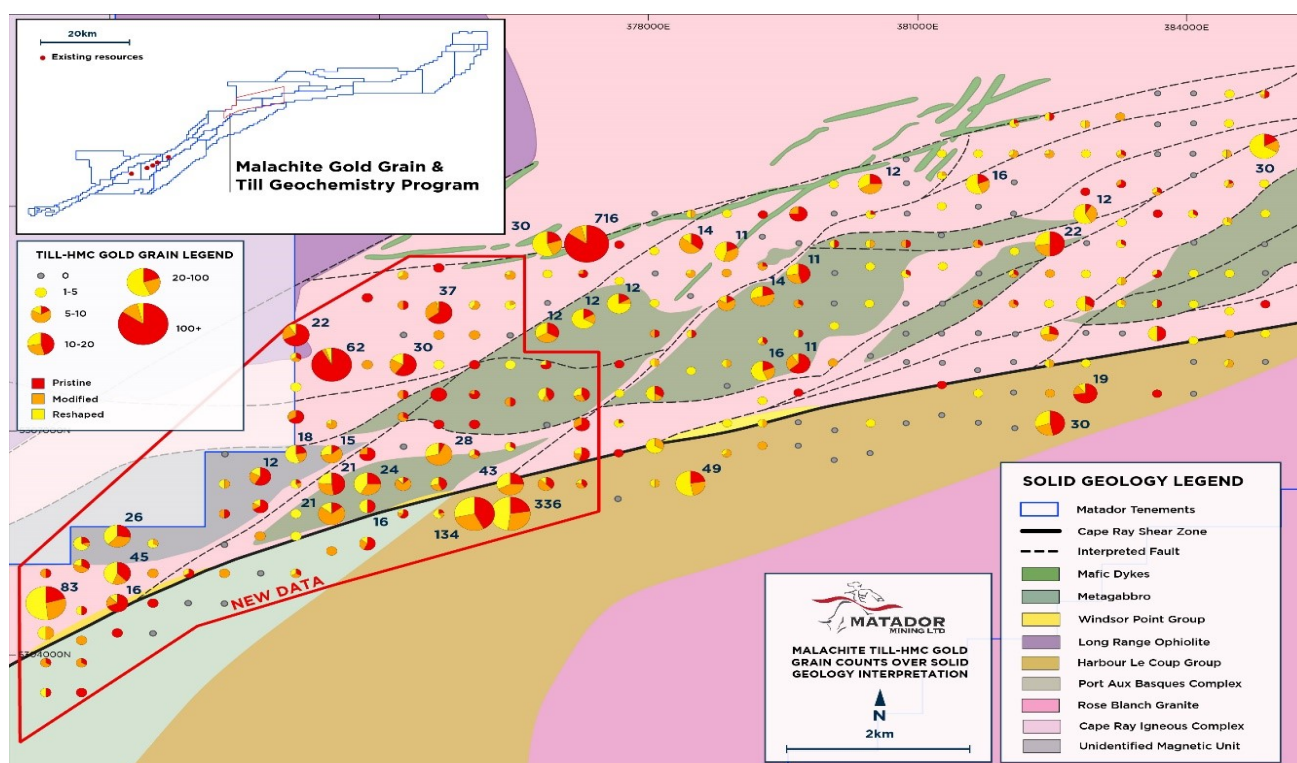 378000E
381000E
384000E
20km
Existing resources
Malachite Gold Grain &
Till Geochemistry Program
TILL-HMC GOLD GRAIN LEGEND
0
1-5
5-10
10-20
20-100
100+
Pristine
Modified
Reshaped
12
16
30
12
30
716
14
11
22
11
14
12
12
12
37
22
62
30
16
11
19
30
18
15
28
12
21
24
43
49
21
16
134
336
26
45
83
16
NEW DATA
5304000N
MATADOR
MINING LTD
MALACHITE TILL-HMC GOLD
GRAIN COUNTS OVER SOLID
GEOLOGY INTERPRETATION
N
2km
SOLID GEOLOGY LEGEND
Matador Tenements
Cape Ray Shear Zone
Interpreted Fault
Mafic Dykes
Metagabbro
Windsor Point Group
Long Range Ophiolite
Harbour Le Coup Group
Port Aux Basques Complex
Rose Blanch Granite
Cape Ray Igneous Complex
Unidentified Magnetic Unit